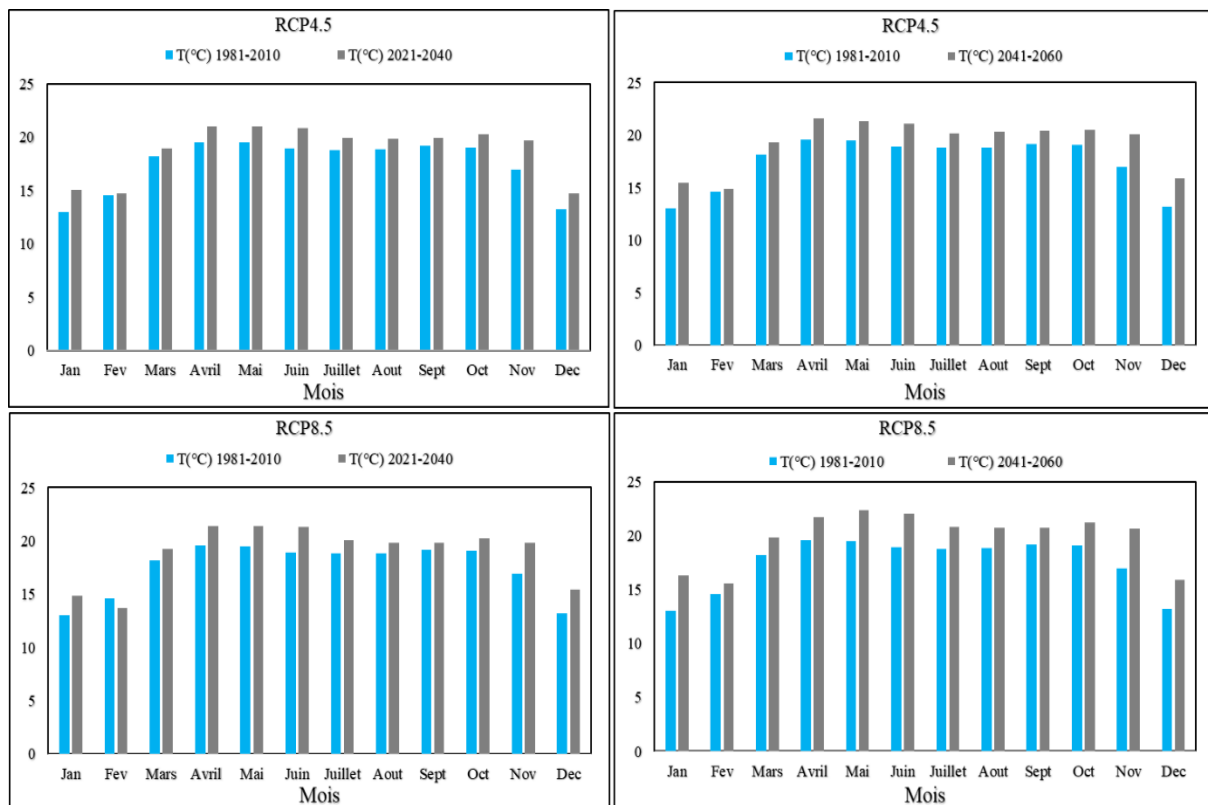 RCP4.5
T(°C) 1981-2010 T(°C) 2021-2040
25
20
15
10
5
0
Jan Fev Mars Avril Mai Juin Juillet Aout Sept Oct Nov Dec
Mois
RCP4.5
T(°C) 1981-2010 T(°C) 2041-2060
25
20
15
10
5
0
Jan Fev Mars Avril Mai Juin Juillet Aout Sept Oct Nov Dec
Mois
RCP8.5
T(°C) 1981-2010 T(°C) 2021-2040
25
20
15
10
5
0
Jan Fev Mars Avril Mai Juin Juillet Aout Sept Oct Nov Dec
Mois
RCP8.5
T(°C) 1981-2010 T(°C) 2041-2060
25
20
15
10
5
0
Jan Fev Mars Avril Mai Juin Juillet Aout Sept Oct Nov Dec
Mois